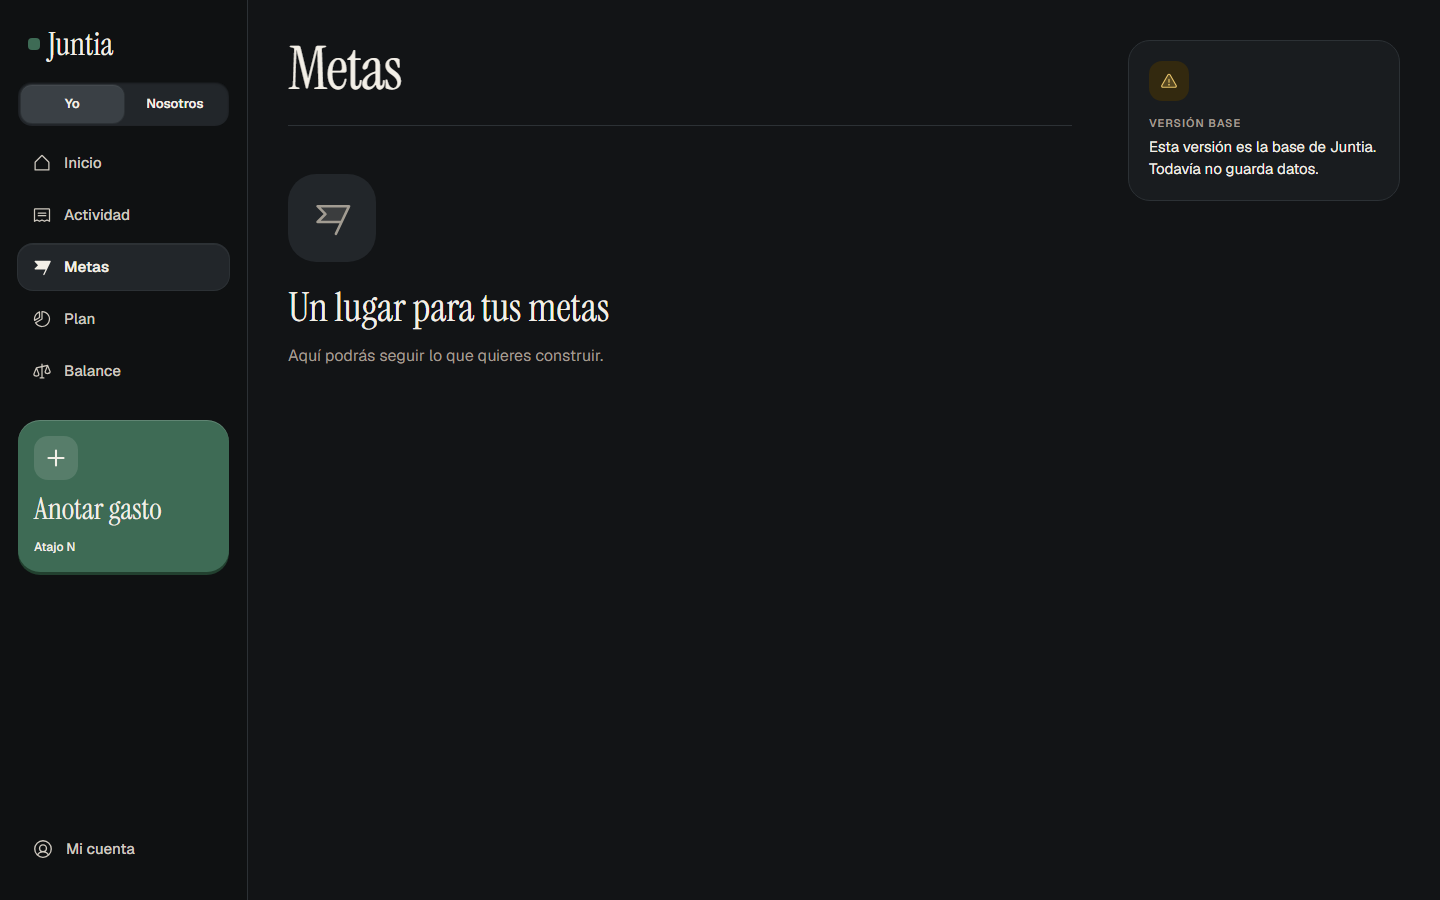 Juntia
Yo
Nosotros
Inicio
Actividad
Metas
Plan
Balance
Anotar gasto
Atajo N
Mi cuenta
Metas
Un lugar para tus metas
Aquí podrás seguir lo que quieres construir.
VERSIÓN BASE
Esta versión es la base de Juntia.
Todavía no guarda datos.